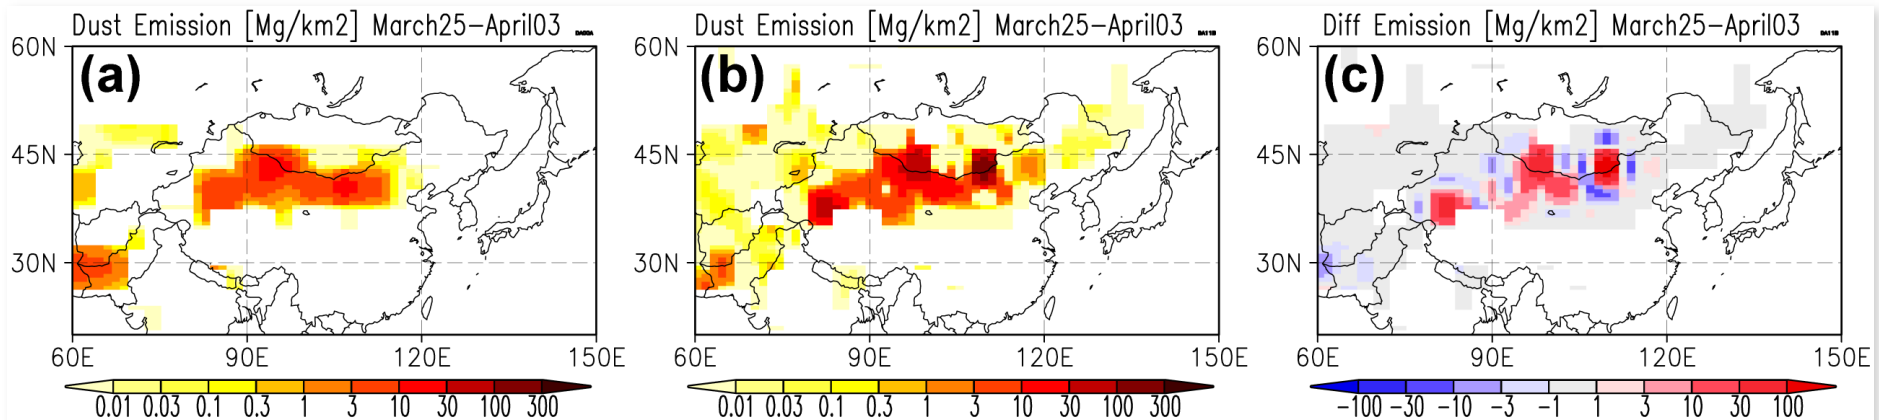 Dust Emission [Mg/km2] March25-April03
(a)
60N
45N
30N
60E 90E 120E 150E
0.01 0.03 0.1 0.3 1 3 10 30 100 300
Dust Emission [Mg/km2] March25-April03
(b)
60N
45N
30N
60E 90E 120E 150E
0.01 0.03 0.1 0.3 1 3 10 30 100 300
Diff Emission [Mg/km2] March25-April03
(c)
60N
45N
30N
60E 90E 120E 150E
-100 -30 -10 -3 -1 1 3 10 30 100